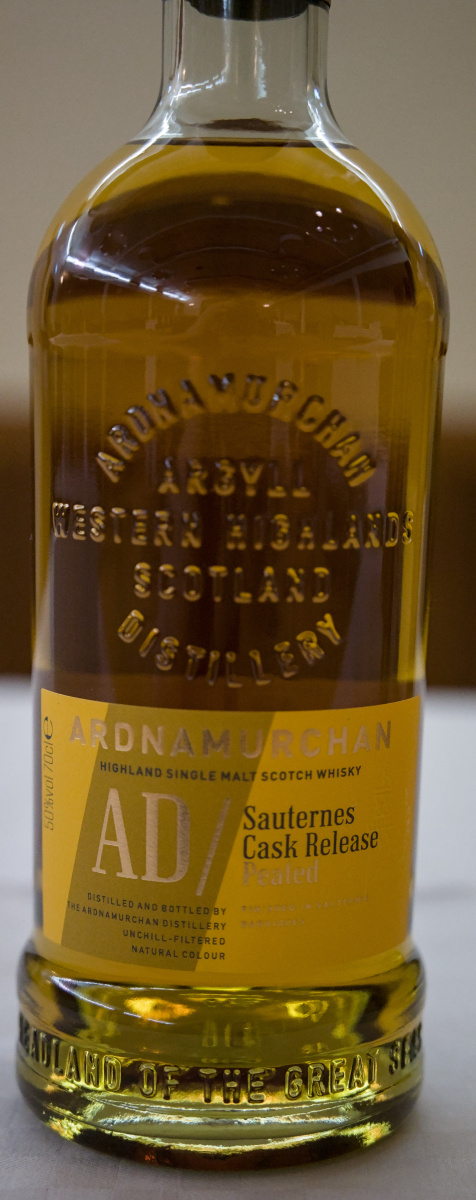 ARDNAMURCHAN
ARGYLL
WESTERN HIGHLANDS
SCOTLAND
DISTILLERY
50%vol 70cl e
ARDNAMURCHAN
HIGHLAND SINGLE MALT SCOTCH WHISKY
AD/
Sauternes
Cask Release
Peated
DISTILLED AND BOTTLED BY
THE ARDNAMURCHAN DISTILLERY
UNCHILL-FILTERED
NATURAL COLOUR
HEADLAND OF THE GREAT SEAS